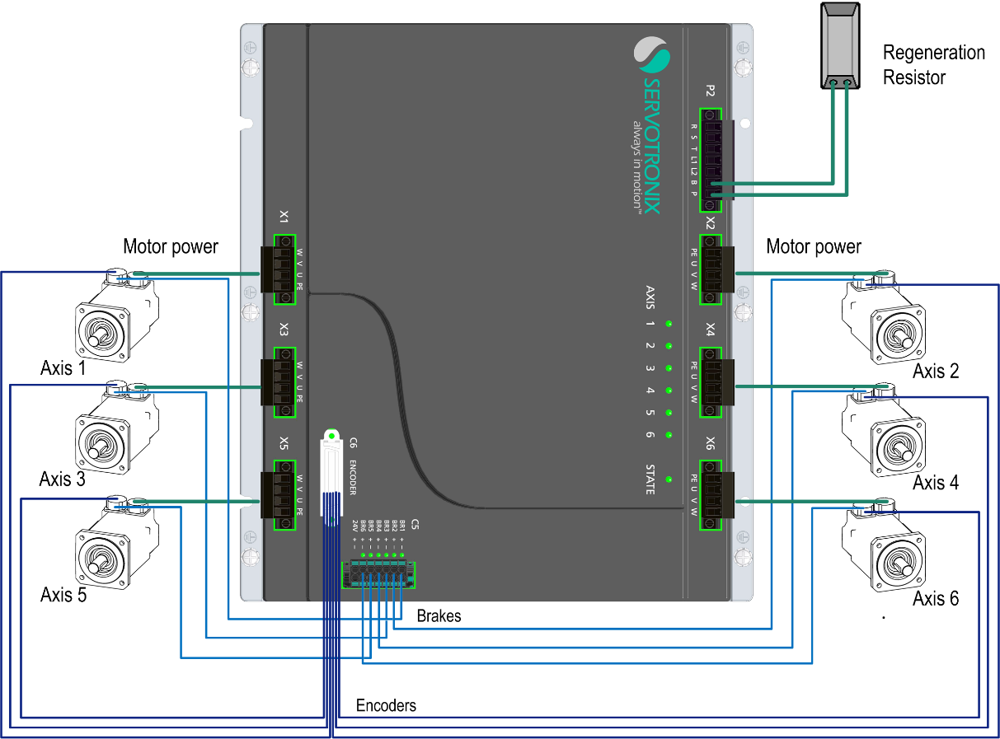 Regeneration
Resistor
SERVOTRONIX
always in motion™
P2
R
S
T
L1
L2
B
P
X1
W
V
U
PE
X2
PE
U
V
W
Motor power
Motor power
Axis 1
Axis 2
X3
W
V
U
PE
X4
PE
U
V
W
AXIS
1
2
3
4
5
6
STATE
Axis 3
Axis 4
X5
W
V
U
PE
X6
PE
U
V
W
C6 ENCODER
C5
24V + -
BR6 + -
BR5 + -
BR4 + -
BR3 + -
BR2 + -
BR1 + -
Axis 5
Axis 6
Brakes
Encoders